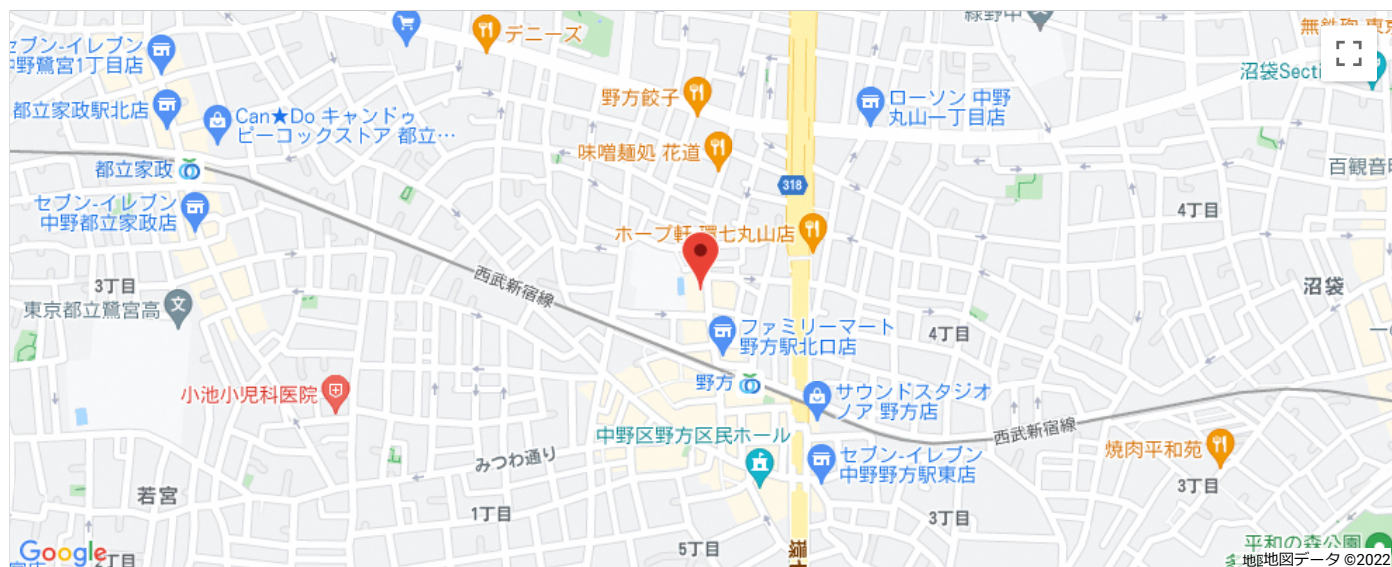 緑野中
無鉄砲 東京
デニーズ
セブン-イレブン
中野鷺宮1丁目店
沼袋Secti
野方餃子
ローソン 中野
丸山一丁目店
都立家政駅北店
Can★Do キャンドゥ
ピーコックストア 都立…
味噌麺処 花道
都立家政
百観音
318
セブン-イレブン
中野都立家政店
4丁目
ホープ軒 環七丸山店
西武新宿線
3丁目
東京都立鷺宮高
沼袋
ファミリーマート
野方駅北口店
4丁目
野方
小池小児科医院
サウンドスタジオ
ノア 野方店
西武新宿線
中野区野方区民ホール
焼肉平和苑
みつわ通り
セブン-イレブン
中野野方駅東店
若宮
3丁目
1丁目
3丁目
平和の森公園
5丁目
Google
2丁目
地図データ ©2022